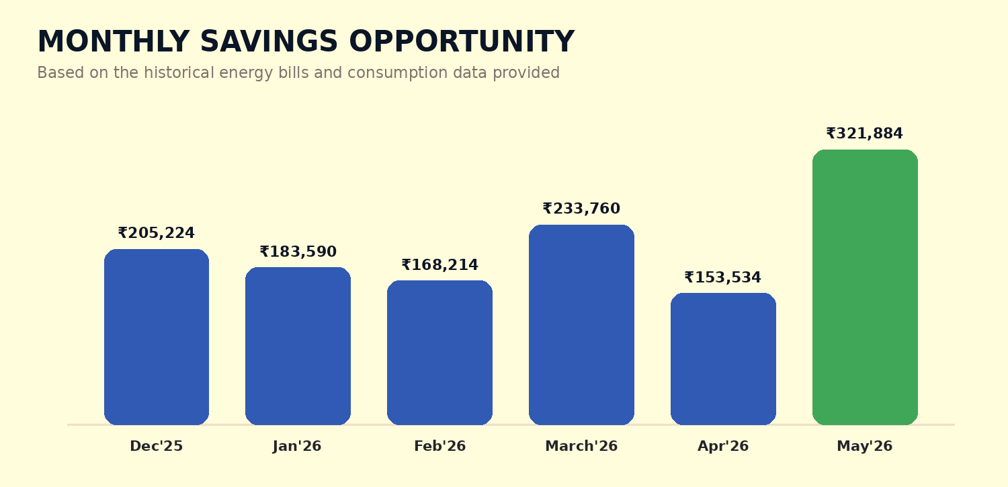 MONTHLY SAVINGS OPPORTUNITY
Based on the historical energy bills and consumption data provided
₹321,884
₹233,760
₹205,224
₹183,590
₹168,214
₹153,534
Dec'25 Jan'26 Feb'26 March'26 Apr'26 May'26